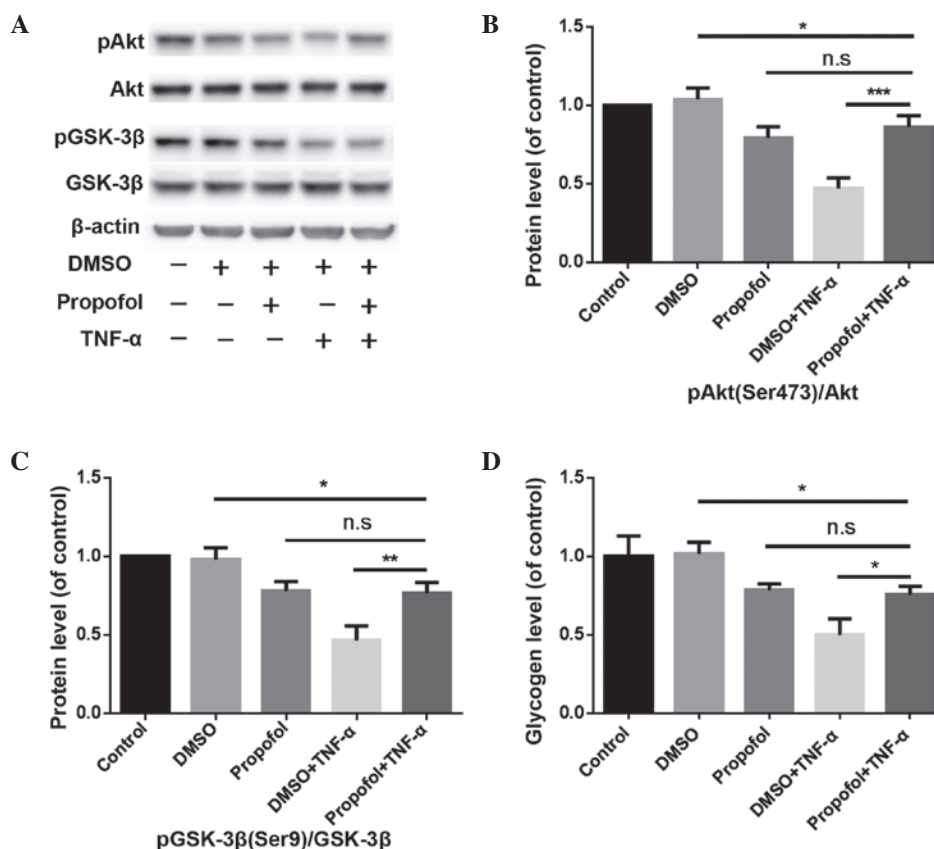 A
pAkt
Akt
pGSK-3β
GSK-3β
β-actin
DMSO − + + + +
Propofol − − + − +
TNF-α − − − + +
B
Protein level (of control)
1.5
1.0
0.5
0.0
*
n.s
***
Control
DMSO
Propofol
DMSO+TNF-α
Propofol+TNF-α
pAkt(Ser473)/Akt
C
Protein level (of control)
1.5
1.0
0.5
0.0
*
n.s
**
Control
DMSO
Propofol
DMSO+TNF-α
Propofol+TNF-α
pGSK-3β(Ser9)/GSK-3β
D
Glycogen level (of control)
1.5
1.0
0.5
0.0
*
n.s
*
Control
DMSO
Propofol
DMSO+TNF-α
Propofol+TNF-α